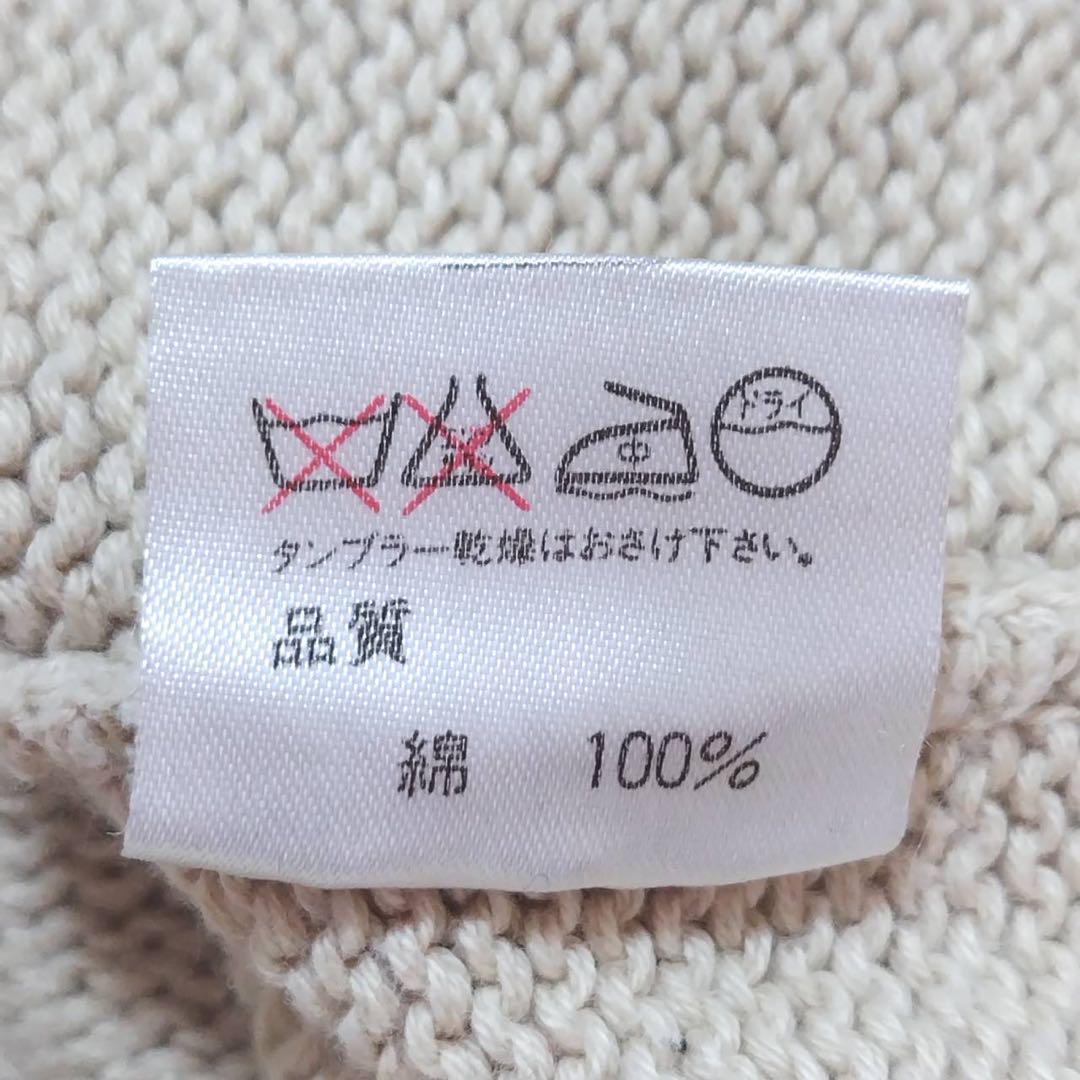 中 ドライ
タンブラー乾燥はおさけ下さい。
品質
綿 100%